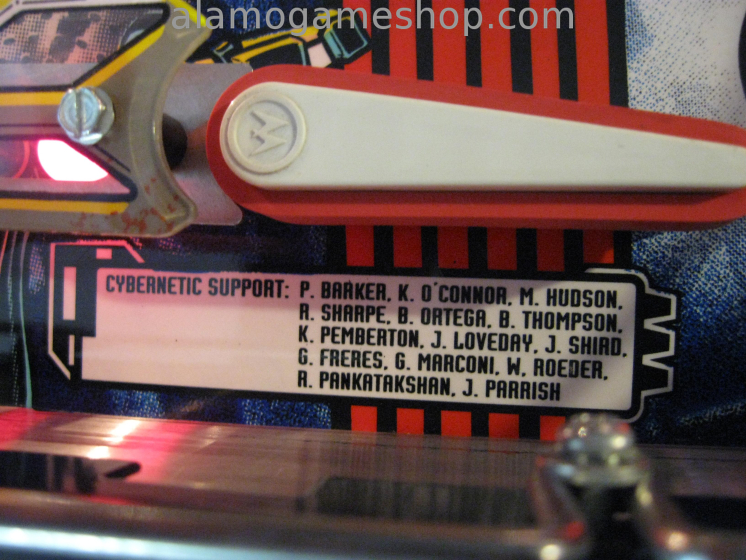 alamogameshop.com
W
CYBERNETIC SUPPORT: P. BARKER, K. O'CONNOR, M. HUDSON,
R. SHARPE, B. ORTEGA, B. THOMPSON,
K. PEMBERTON, J. LOVEDAY, J. SHIRD,
G. FRERES, G. MARCONI, W. ROEDER,
R. PANKATAKSHAN, J. PARRISH